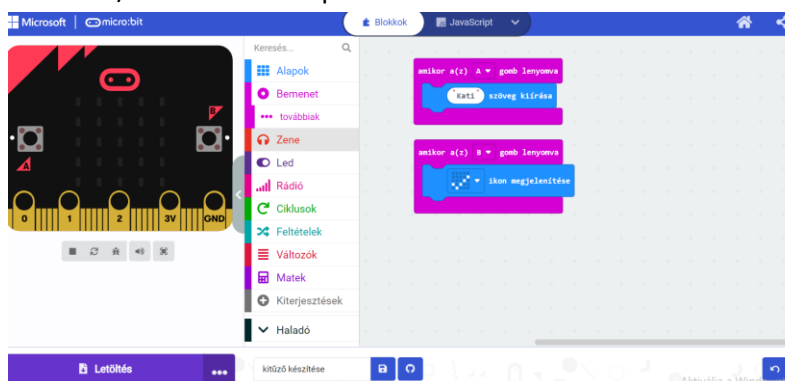 Microsoft micro:bit
Blokkok
JavaScript
B
A
0 1 2 3V GND
Keresés...
Alapok
Bemenet
továbbiak
Zene
Led
Rádió
Ciklusok
Feltételek
Változók
Matek
Kiterjesztések
Haladó
amikor a(z) A gomb lenyomva
"Kati" szöveg kiírása
amikor a(z) B gomb lenyomva
ikon megjelenítése
Letöltés
kitűző készítése